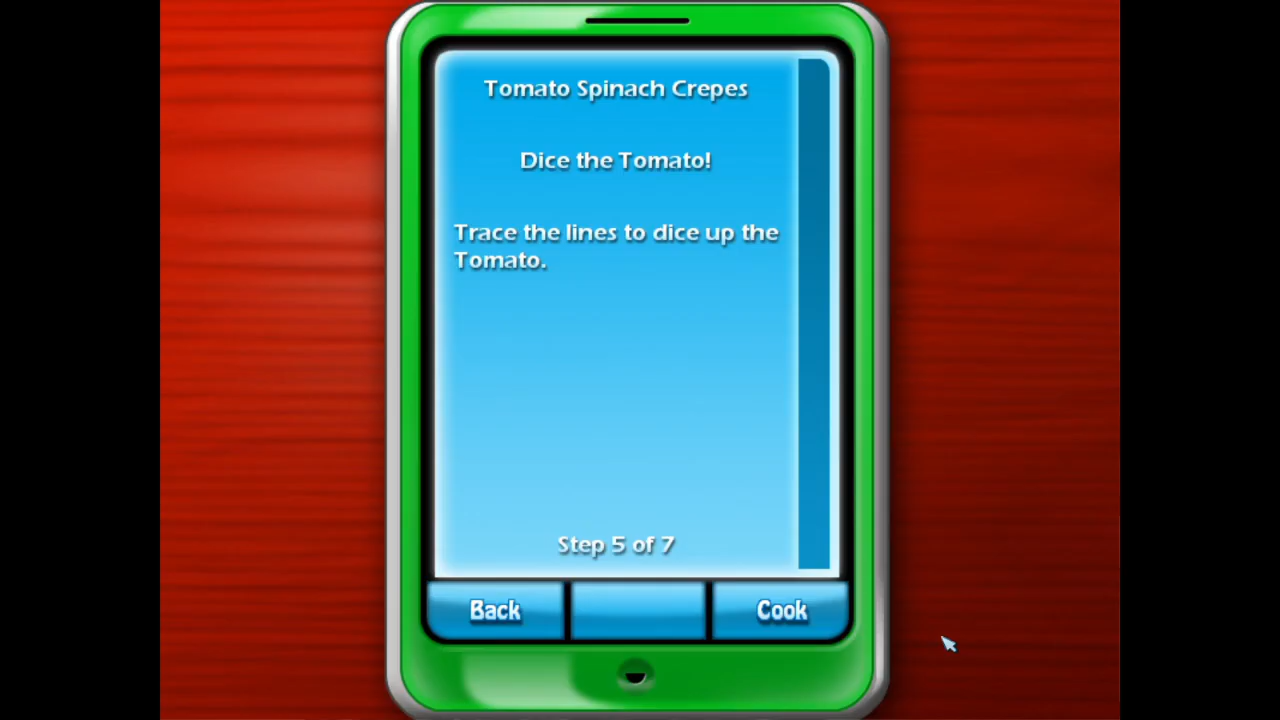 Tomato Spinach Crepes
Dice the Tomato!
Trace the lines to dice up the
Tomato.
Step 5 of 7
Back
Cook